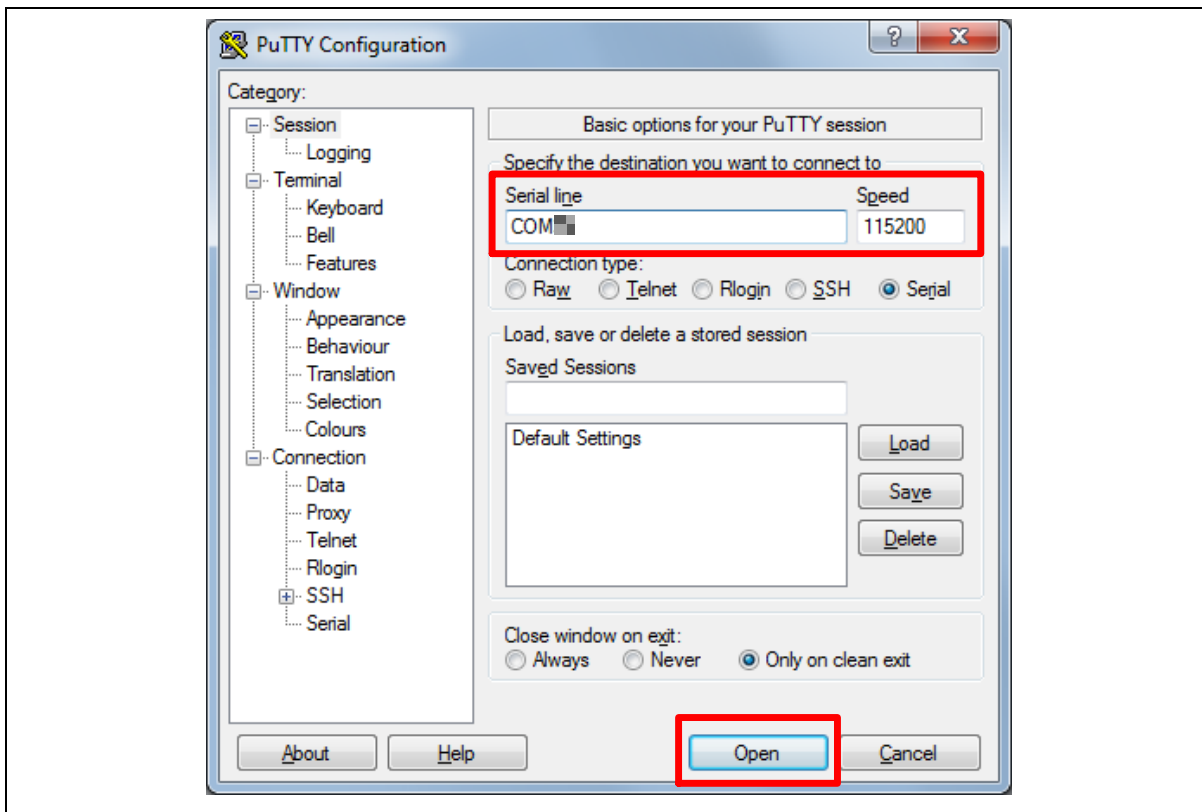 PuTTY Configuration
Category:
Session
Logging
Terminal
Keyboard
Bell
Features
Window
Appearance
Behaviour
Translation
Selection
Colours
Connection
Data
Proxy
Telnet
Rlogin
SSH
Serial
Basic options for your PuTTY session
Specify the destination you want to connect to
Serial line Speed
COM 115200
Connection type:
Raw Telnet Rlogin SSH Serial
Load, save or delete a stored session
Saved Sessions
Default Settings
Load
Save
Delete
Close window on exit:
Always Never Only on clean exit
About Help Open Cancel